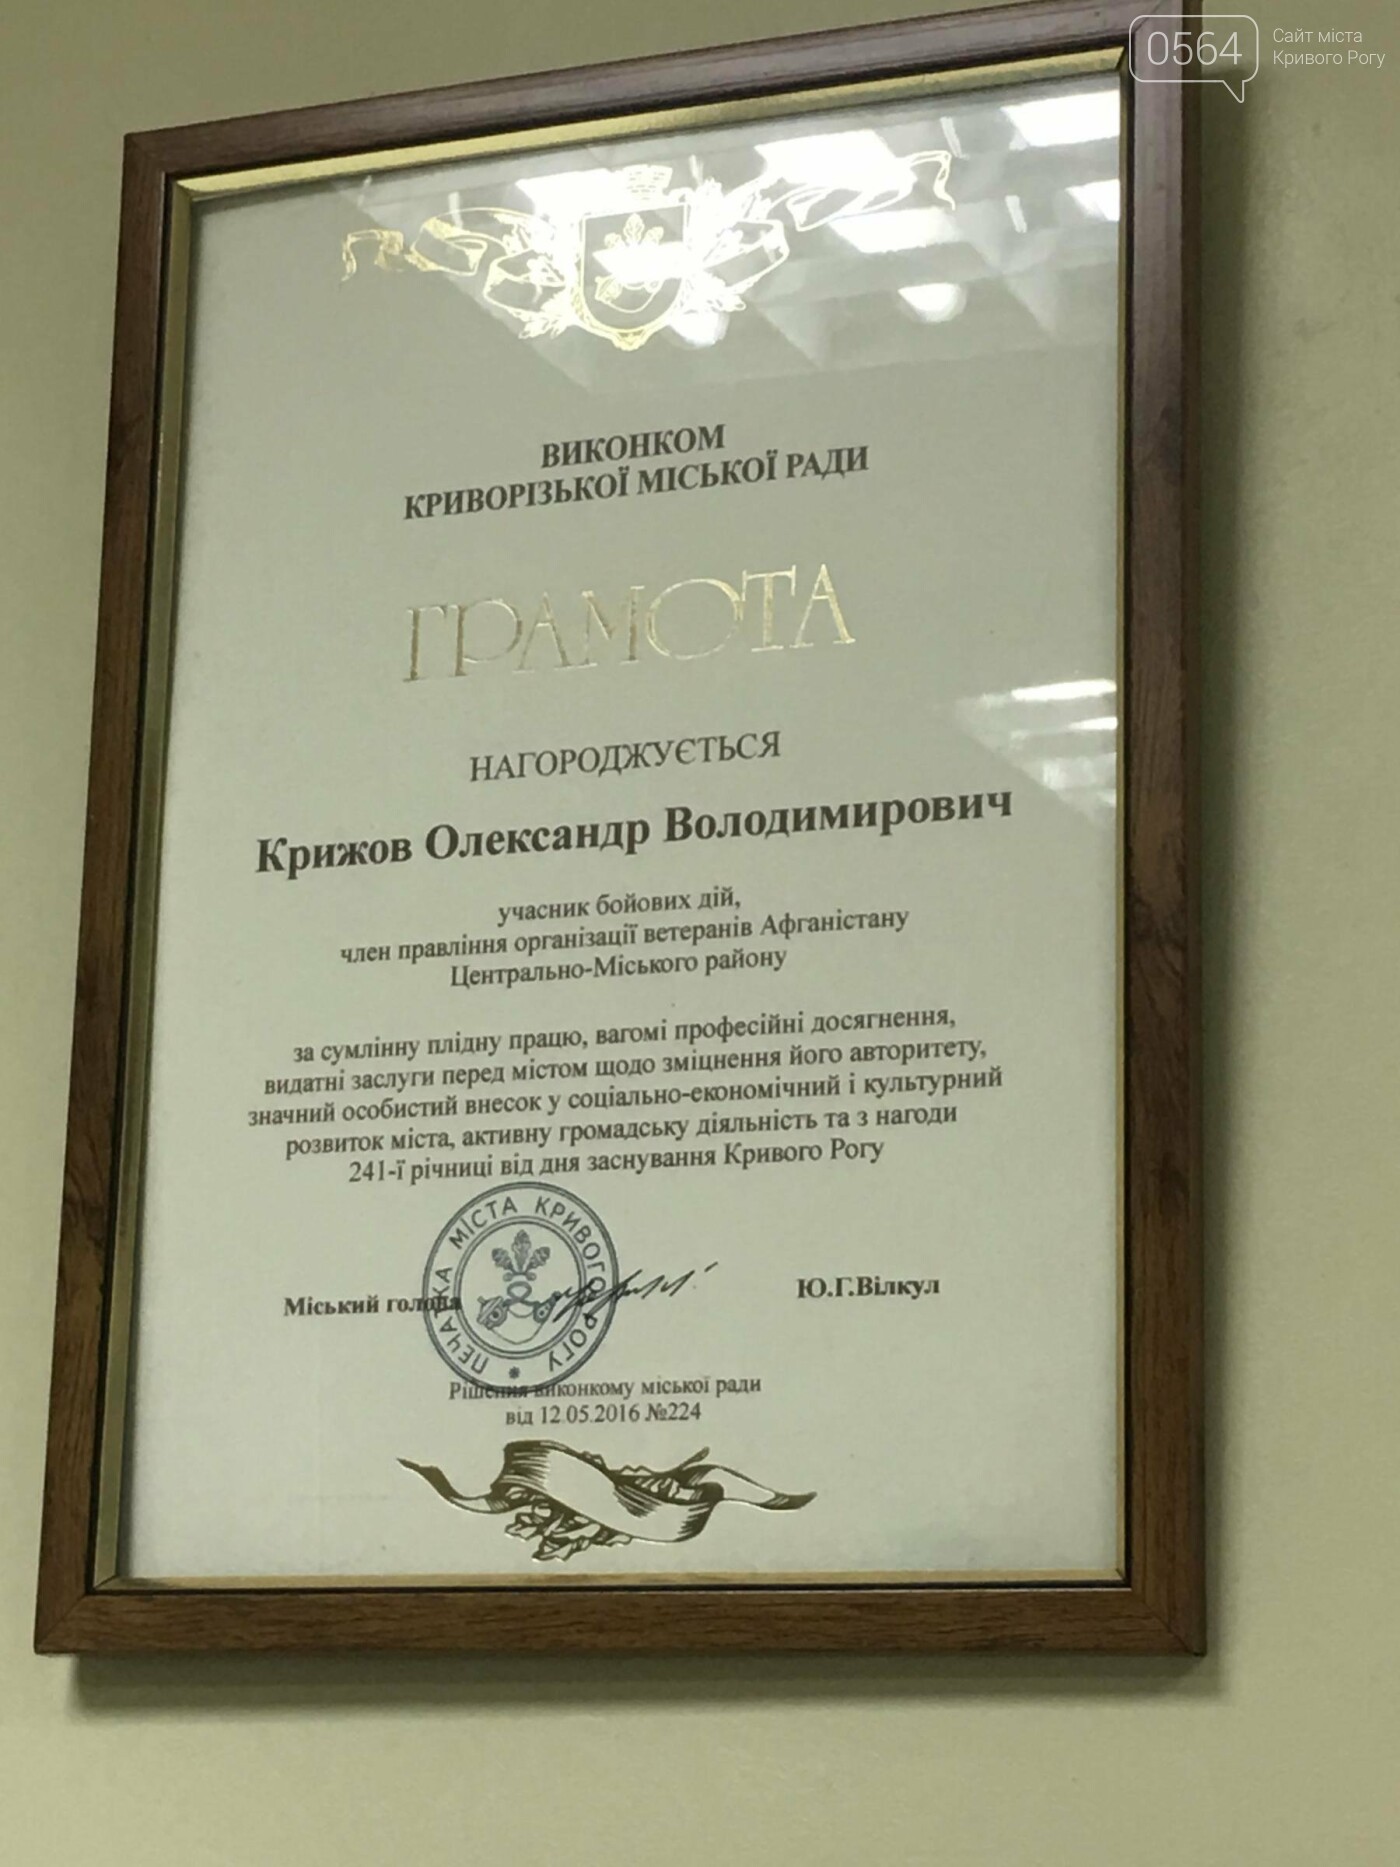 0564
Сайт міста
Кривого Рогу
ВИКОНКОМ
КРИВОРІЗЬКОЇ МІСЬКОЇ РАДИ
ГРАМОТА
НАГОРОДЖУЄТЬСЯ
Крижов Олександр Володимирович
учасник бойових дій,
член правління організації ветеранів Афганістану
Центрально-Міського району
за сумлінну плідну працю, вагомі професійні досягнення,
видатні заслуги перед містом щодо зміцнення його авторитету,
значний особистий внесок у соціально-економічний і культурний
розвиток міста, активну громадську діяльність та з нагоди
241-ї річниці від дня заснування Кривого Рогу
ПЕЧАТКА МІСТА КРИВОГО РОГУ
Міський голова
Ю.Г.Вілкул
Рішення виконкому міської ради
від 12.05.2016 №224